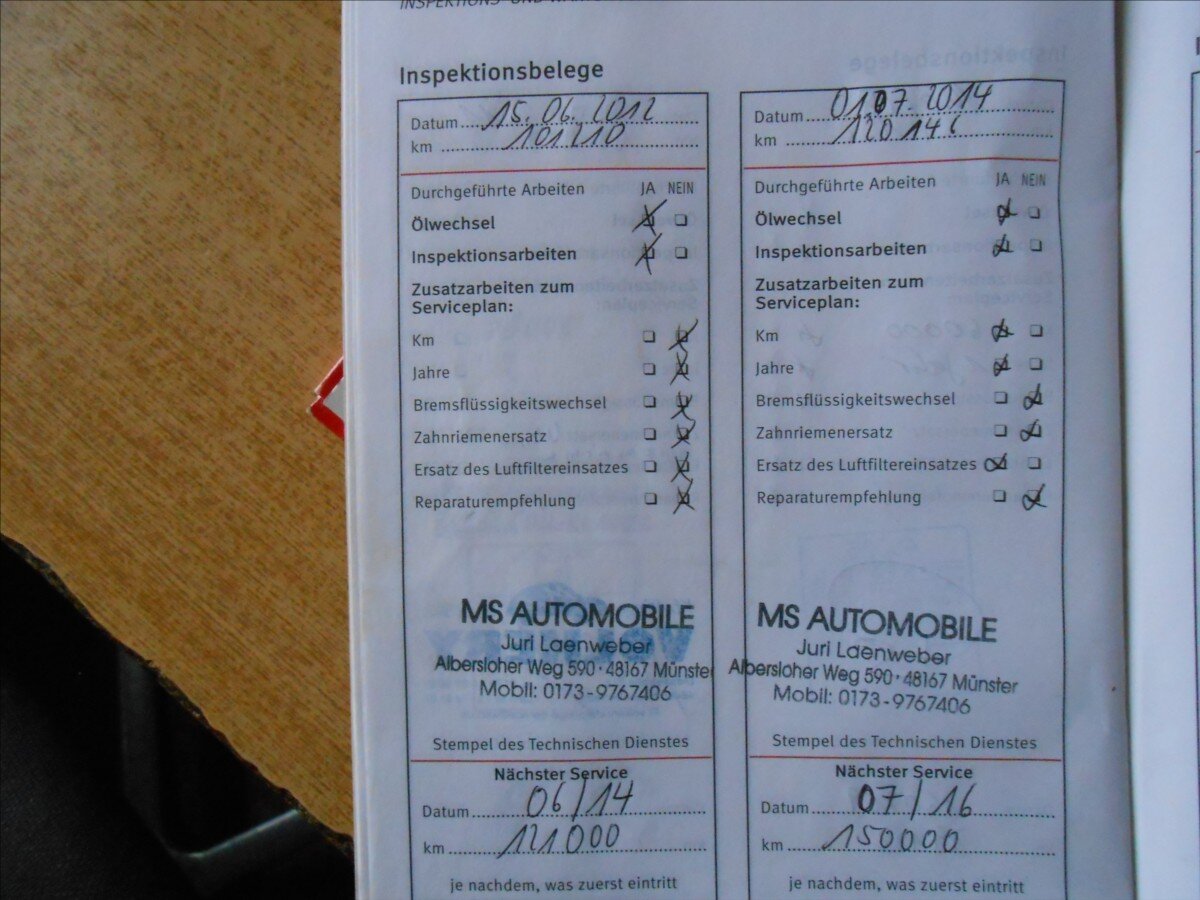 Inspektionsbelege
Datum 15.06.2012
km 101210
Durchgeführte Arbeiten JA NEIN
Ölwechsel
Inspektionsarbeiten
Zusatzarbeiten zum
Serviceplan:
Km
Jahre
Bremsflüssigkeitswechsel
Zahnriemenersatz
Ersatz des Luftfiltereinsatzes
Reparaturempfehlung
MS AUTOMOBILE
Juri Laenweber
Albersloher Weg 590 · 48167 Münster
Mobil: 0173-9767406
Stempel des Technischen Dienstes
Nächster Service
Datum 06/14
km 121000
je nachdem, was zuerst eintritt
Datum 01.07.2014
km 120146
Durchgeführte Arbeiten JA NEIN
Ölwechsel
Inspektionsarbeiten
Zusatzarbeiten zum
Serviceplan:
Km
Jahre
Bremsflüssigkeitswechsel
Zahnriemenersatz
Ersatz des Luftfiltereinsatzes
Reparaturempfehlung
MS AUTOMOBILE
Juri Laenweber
Albersloher Weg 590 · 48167 Münster
Mobil: 0173-9767406
Stempel des Technischen Dienstes
Nächster Service
Datum 07/16
km 150000
je nachdem, was zuerst eintritt